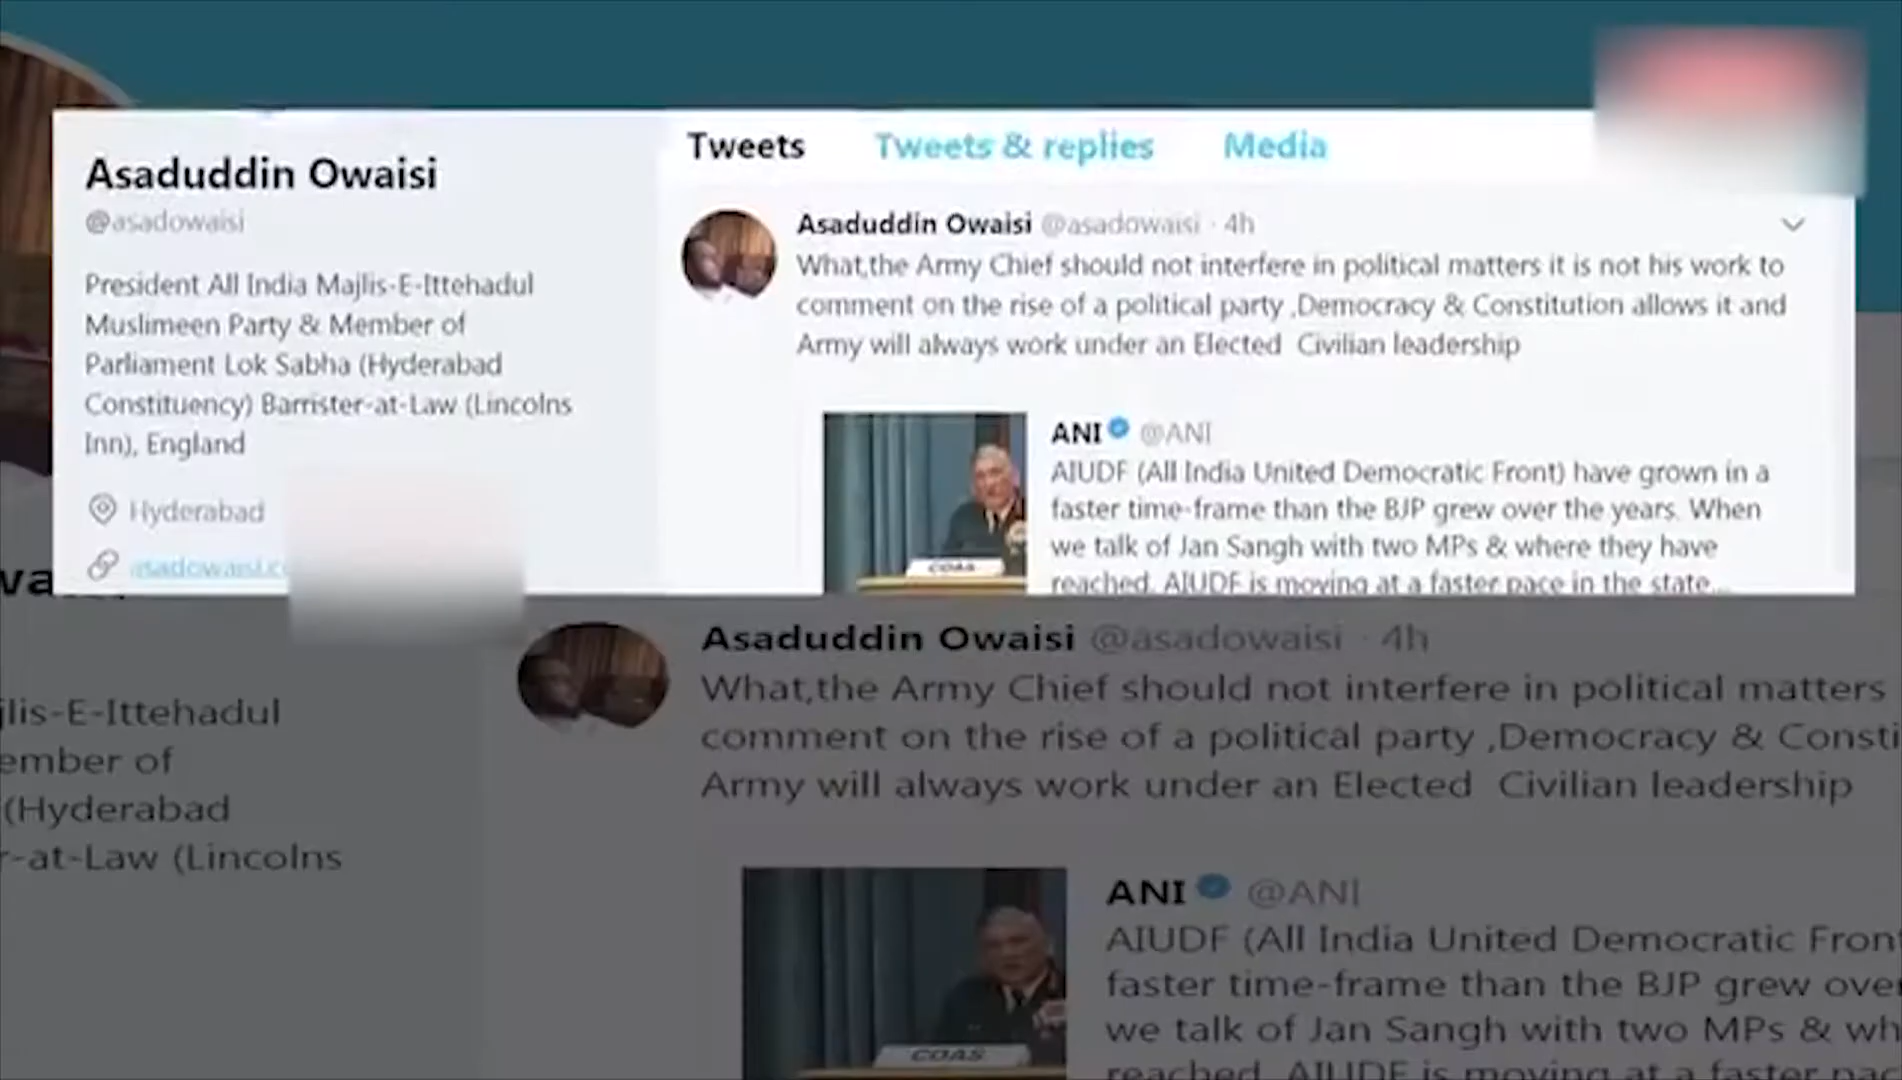 Asaduddin Owaisi
@asadowaisi
President All India Majlis-E-Ittehadul
Muslimeen Party & Member of
Parliament Lok Sabha (Hyderabad
Constituency) Barrister-at-Law (Lincolns
Inn), England
Hyderabad
asadowaisi.c
Tweets Tweets & replies Media
Asaduddin Owaisi @asadowaisi · 4h
What,the Army Chief should not interfere in political matters it is not his work to
comment on the rise of a political party ,Democracy & Constitution allows it and
Army will always work under an Elected Civilian leadership
COAS
ANI @ANI
AIUDF (All India United Democratic Front) have grown in a
faster time-frame than the BJP grew over the years. When
we talk of Jan Sangh with two MPs & where they have
reached, AIUDF is moving at a faster pace in the state...
wa
jlis-E-Ittehadul
ember of
(Hyderabad
r-at-Law (Lincolns
Asaduddin Owaisi @asadowaisi · 4h
What,the Army Chief should not interfere in political matters
comment on the rise of a political party ,Democracy & Consti
Army will always work under an Elected Civilian leadership
COAS
ANI @ANI
AIUDF (All India United Democratic Front
faster time-frame than the BJP grew over
we talk of Jan Sangh with two MPs & wh
reached, AIUDF is moving at a faster pac